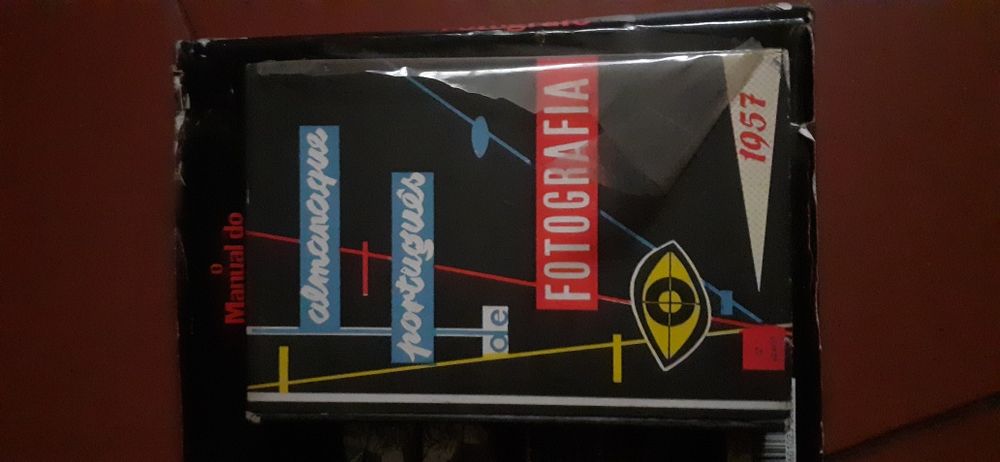 o
Manual do
almanaque
português
de
FOTOGRAFIA
1957